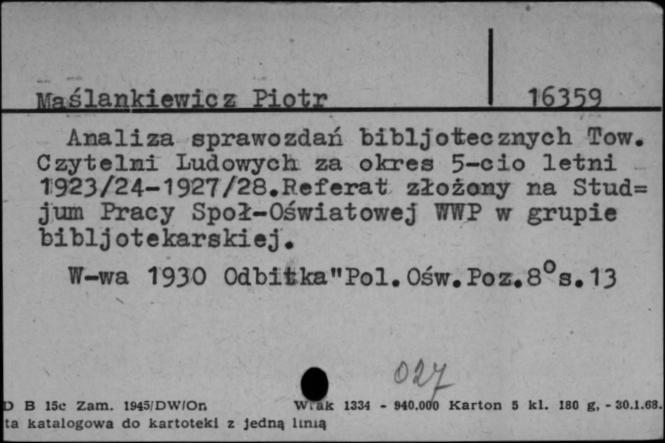 Maślankiewicz Piotr 16359
Analiza sprawozdań bibljotecznych Tow.
Czytelni Ludowych za okres 5-cio letni
1923/24-1927/28.Referat złożony na Stud=
jum Pracy Społ-Oświatowej WWP w grupie
bibljotekarskiej.
W-wa 1930 Odbitka"Pol.Ośw.Poz.8°s.13
027
D B 15c Zam. 1945/DW/On Wrak 1334 - 940.000 Karton 5 kl. 180 g, - 30.1.68.
ta katalogowa do kartoteki z jedną linią